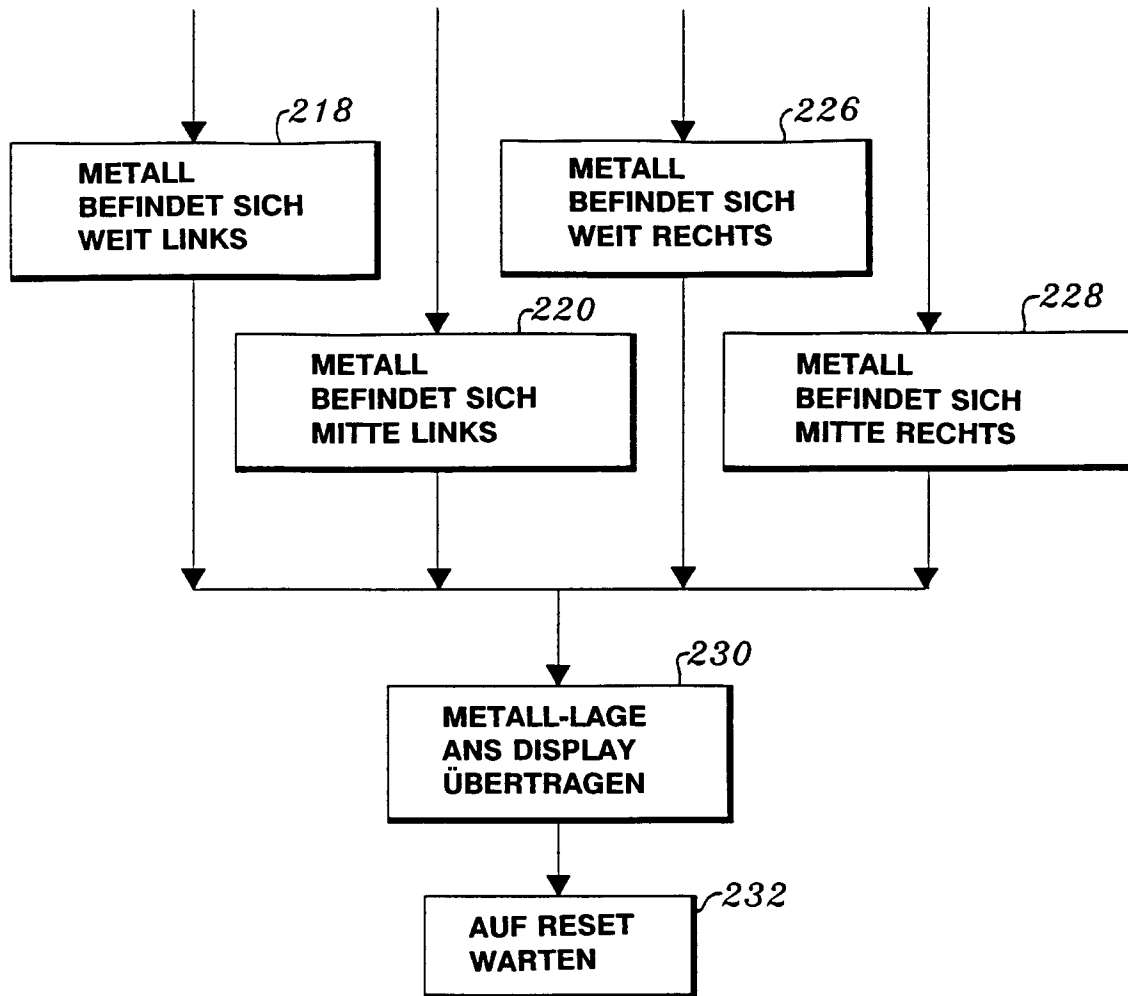 218
METALL
BEFINDET SICH
WEIT LINKS
226
METALL
BEFINDET SICH
WEIT RECHTS
220
METALL
BEFINDET SICH
MITTE LINKS
228
METALL
BEFINDET SICH
MITTE RECHTS
230
METALL-LAGE
ANS DISPLAY
ÜBERTRAGEN
232
AUF RESET
WARTEN